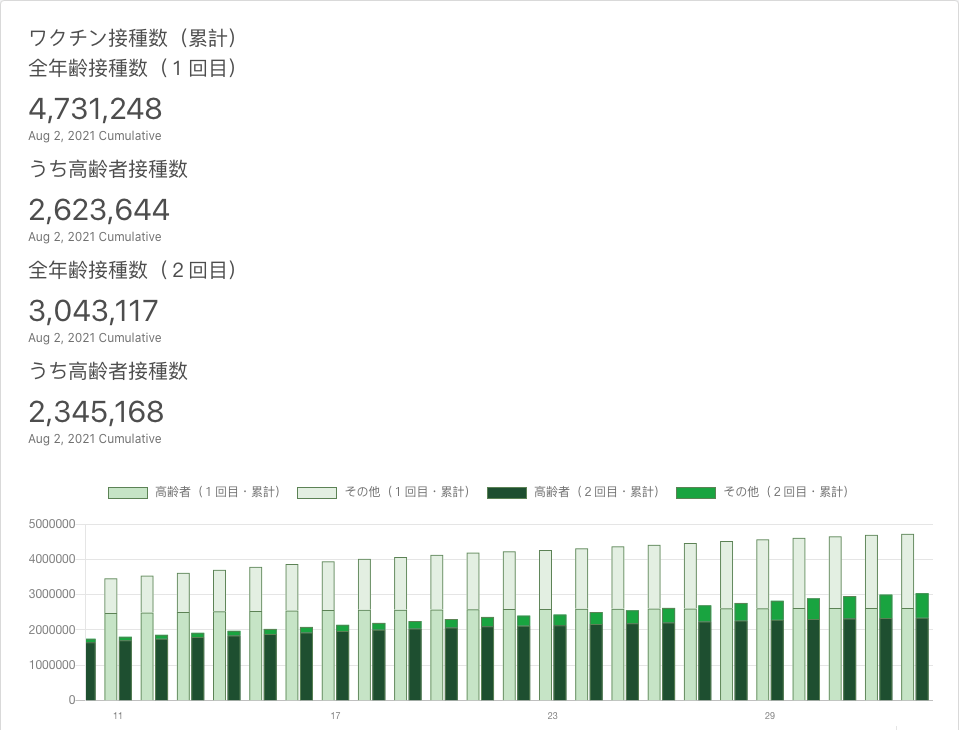 ワクチン接種数（累計）
全年齢接種数（１回目）
4,731,248
Aug 2, 2021 Cumulative
うち高齢者接種数
2,623,644
Aug 2, 2021 Cumulative
全年齢接種数（２回目）
3,043,117
Aug 2, 2021 Cumulative
うち高齢者接種数
2,345,168
Aug 2, 2021 Cumulative
高齢者（１回目・累計） その他（１回目・累計） 高齢者（２回目・累計） その他（２回目・累計）
5000000
4000000
3000000
2000000
1000000
0
11 17 23 29